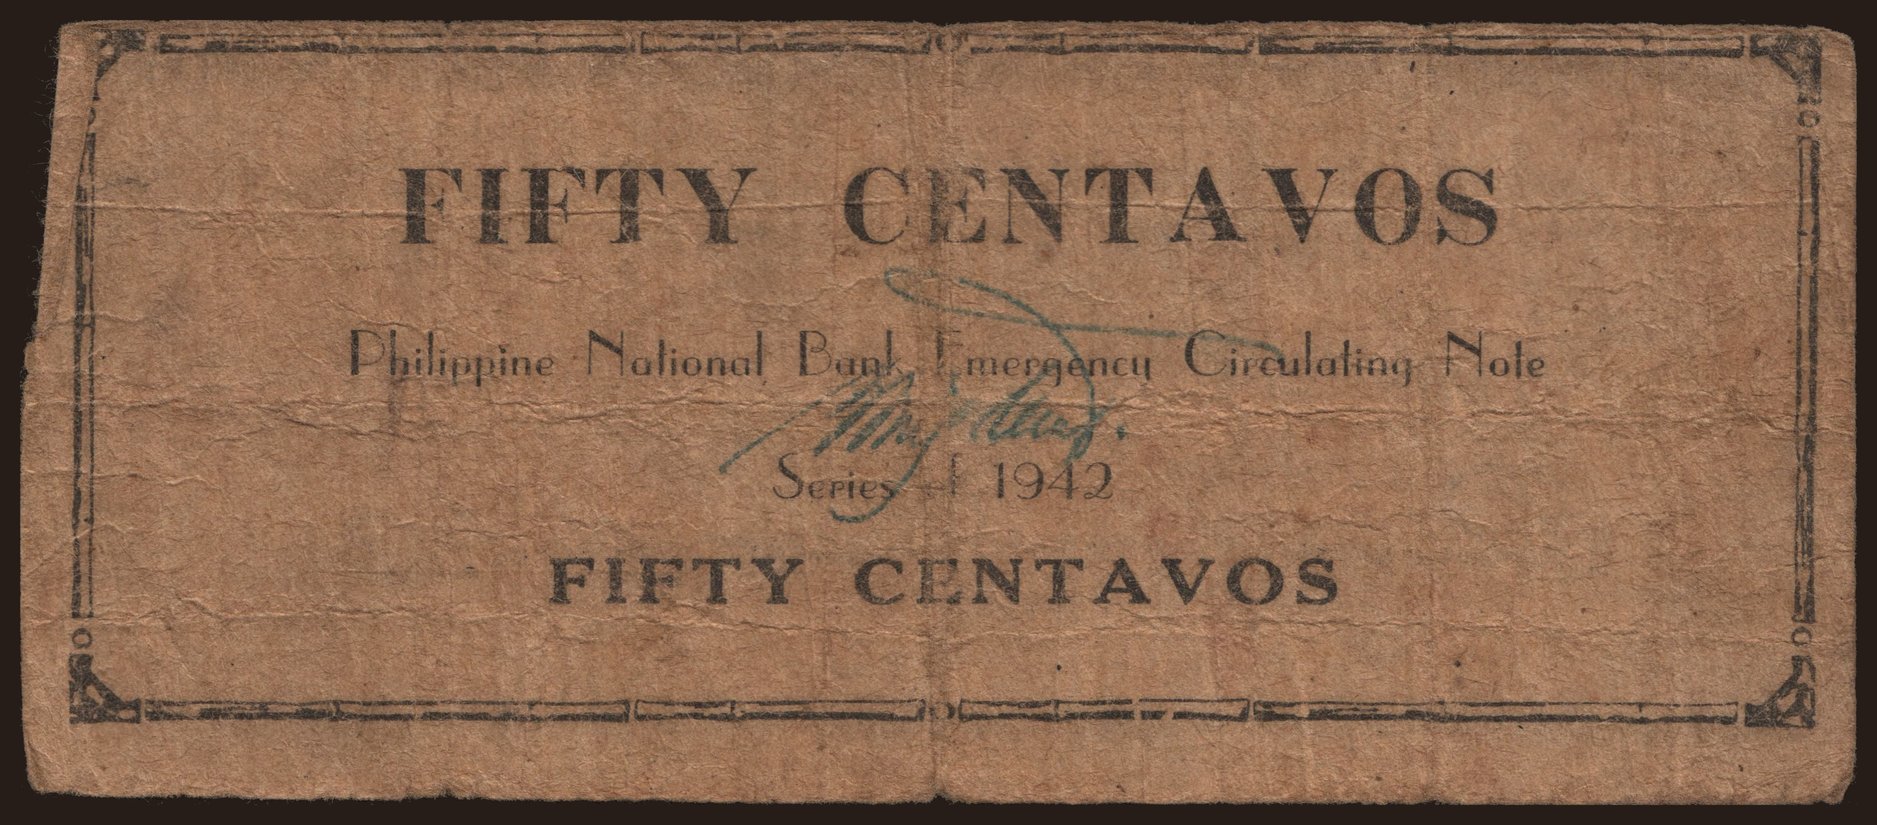 FIFTY CENTAVOS
Philippine National Bank Emergency Circulating Note
Series of 1942
FIFTY CENTAVOS